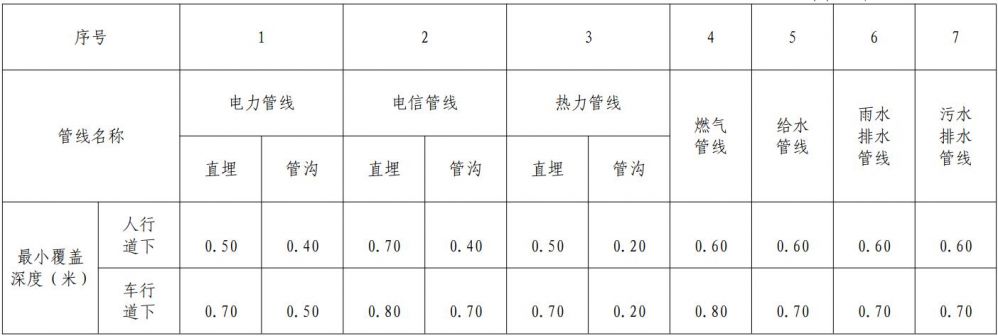 序号 1 2 3 4 5 6 7
管线名称 电力管线 电信管线 热力管线 燃气管线 给水管线 雨水排水管线 污水排水管线
直埋 管沟 直埋 管沟 直埋 管沟
最小覆盖深度（米） 人行道下 0.50 0.40 0.70 0.40 0.50 0.20 0.60 0.60 0.60 0.60
车行道下 0.70 0.50 0.80 0.70 0.70 0.20 0.80 0.70 0.70 0.70